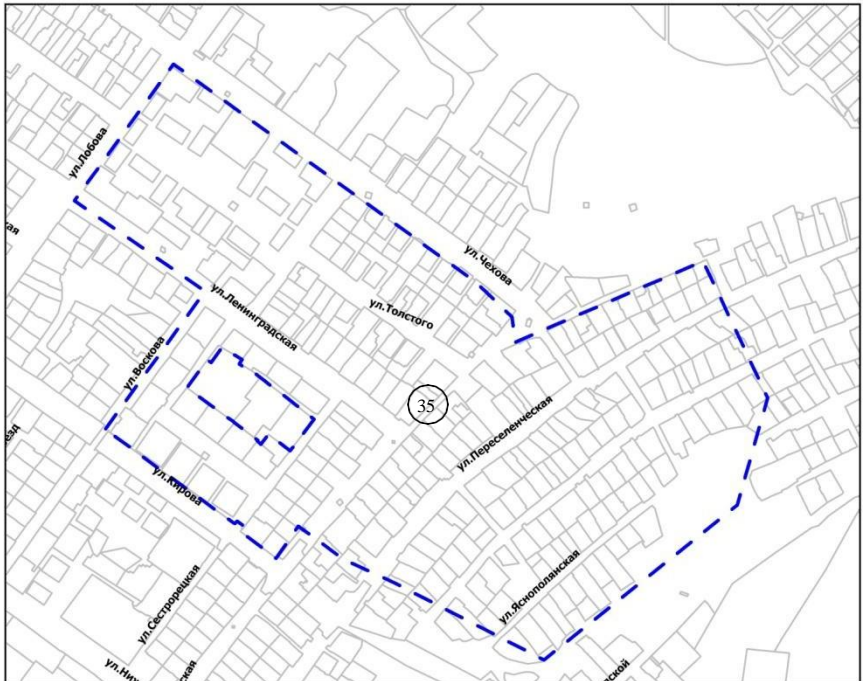 ул.Лобова
ул.Чехова
ул.Ленинградская
ул.Толстого
ул.Воскова
35
ул.Переселенческая
ул.Кирова
ул.Яснополянская
ул.Сестрорецкая